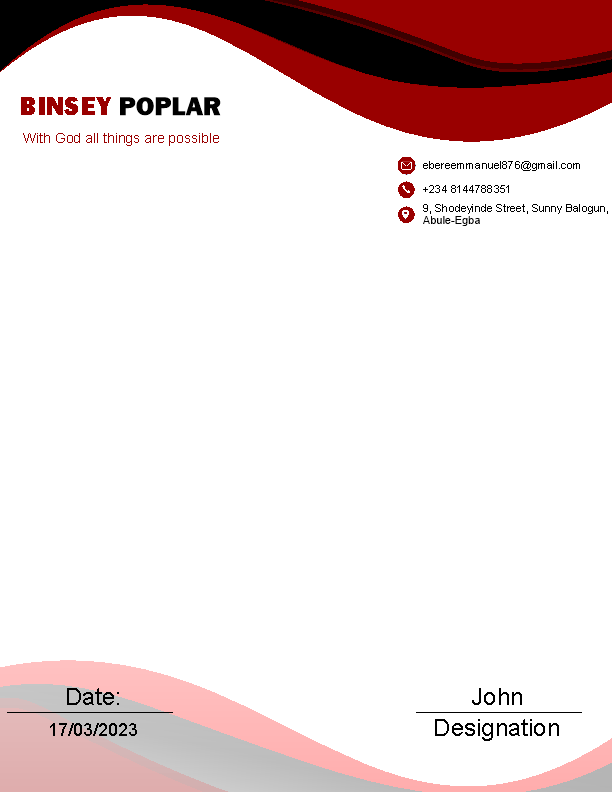 BINSEY POPLAR
With God all things are possible
ebereemmanuel876@gmail.com
+234 8144788351
9, Shodeyinde Street, Sunny Balogun,
Abule-Egba
Date:
17/03/2023
John
Designation